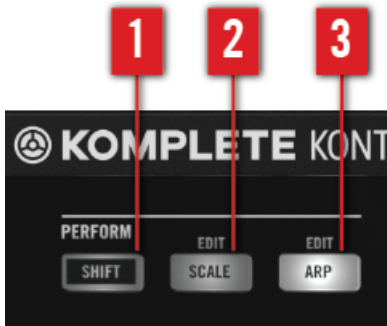 1 2 3
KOMPLETE KONT
PERFORM
EDIT EDIT
SHIFT SCALE ARP